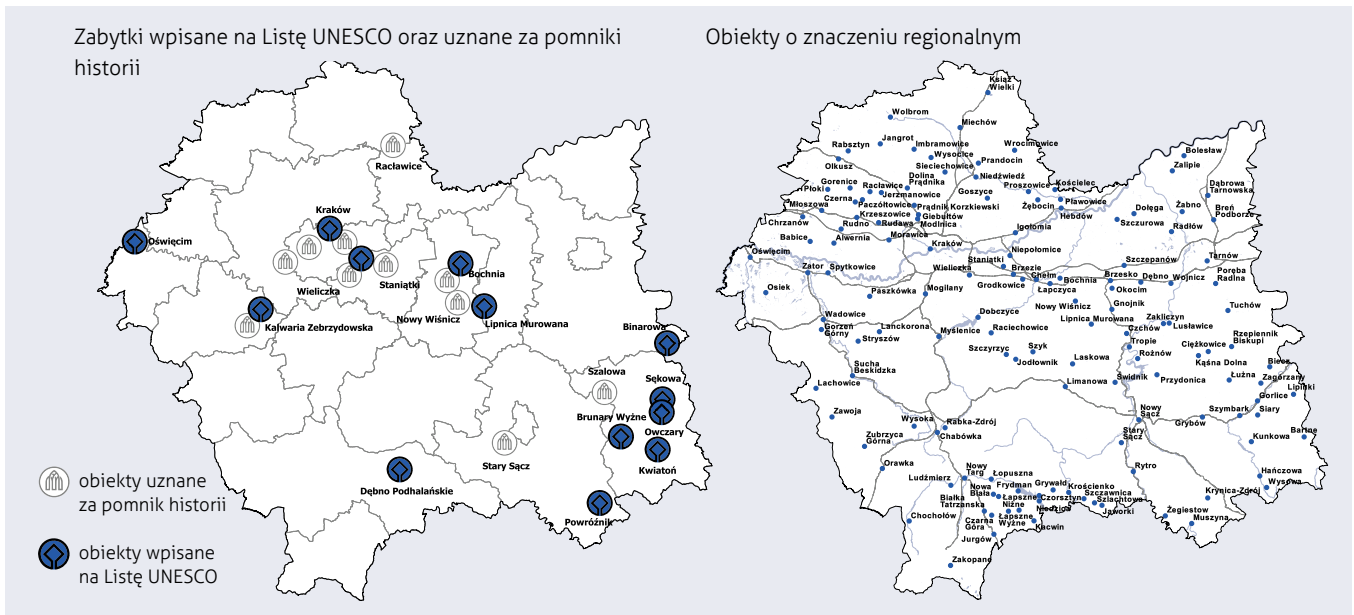 Zabytki wpisane na Listę UNESCO oraz uznane za pomniki
historii
Racławice
Kraków
Oświęcim
Bochnia
Wieliczka
Staniątki
Nowy Wiśnicz
Lipnica Murowana
Kalwaria Zebrzydowska
Binarowa
Szalowa
Sękowa
Brunary Wyżne
Owczary
Kwiatoń
Stary Sącz
Dębno Podhalańskie
Powróźnik
obiekty uznane
za pomnik historii
obiekty wpisane
na Listę UNESCO
Obiekty o znaczeniu regionalnym
Książ
Wielki
Wolbrom
Miechów
Jangrot
Imbramowice
Wrocimowice
Rabsztyn
Wysocice
Prandocin
Olkusz
Sieciechowice
Bolesław
Zalipie
Dolina
Prądnika
Niedźwiedź
Gorenice
Racławice
Jerzmanowice
Goszyce
Proszowice
Kościelec
Dąbrowa
Tarnowska
Płoki
Czerna
Paczółtowice
Prądnik Korzkiewski
Żębocin
Pławowice
Młoszowa
Krzeszowice
Giebułtów
Hebdów
Dołęga
Żabno
Breń
Podborze
Chrzanów
Rudno
Rudawa
Modlnica
Igołomia
Szczurowa
Radłów
Babice
Alwernia
Morawica
Kraków
Niepołomice
Oświęcim
Zator
Spytkowice
Wieliczka
Staniątki
Brzezie
Szczepanów
Tarnów
Grodkowice
Chełm
Bochnia
Brzesko
Dębno
Wojnicz
Poręba
Radlna
Osiek
Paszkówka
Mogilany
Łapczyca
Okocim
Nowy Wiśnicz
Gnojnik
Tuchów
Wadowice
Dobczyce
Lipnica Murowana
Zakliczyn
Gorzeń
Górny
Lanckorona
Myślenice
Raciechowice
Czchów
Lusławice
Stryszów
Tropie
Rzepiennik
Biskupi
Szczyrzyc
Szyk
Rożnów
Ciężkowice
Jodłownik
Laskowa
Kąśna Dolna
Biecz
Sucha
Beskidzka
Świdnik
Przydonica
Łużna
Zagórzany
Lachowice
Limanowa
Lipinki
Gorlice
Zawoja
Nowy
Sącz
Szymbark
Siary
Wysoka
Rabka-Zdrój
Grybów
Zubrzyca
Górna
Chabówka
Stary
Sącz
Kunkowa
Bartne
Orawka
Nowy
Targ
Łopuszna
Rytro
Hańczowa
Ludźmierz
Wysowa
Nowa
Biała
Frydman
Grywałd
Krościenko
Krynica-Zdrój
Białka
Tatrzańska
Łapsze
Niżne
Czorsztyn
Szczawnica
Szlachtowa
Niedzica
Jaworki
Żegiestów
Muszyna
Chochołów
Czarna
Góra
Łapszne
Wyżne
Kacwin
Jurgów
Zakopane